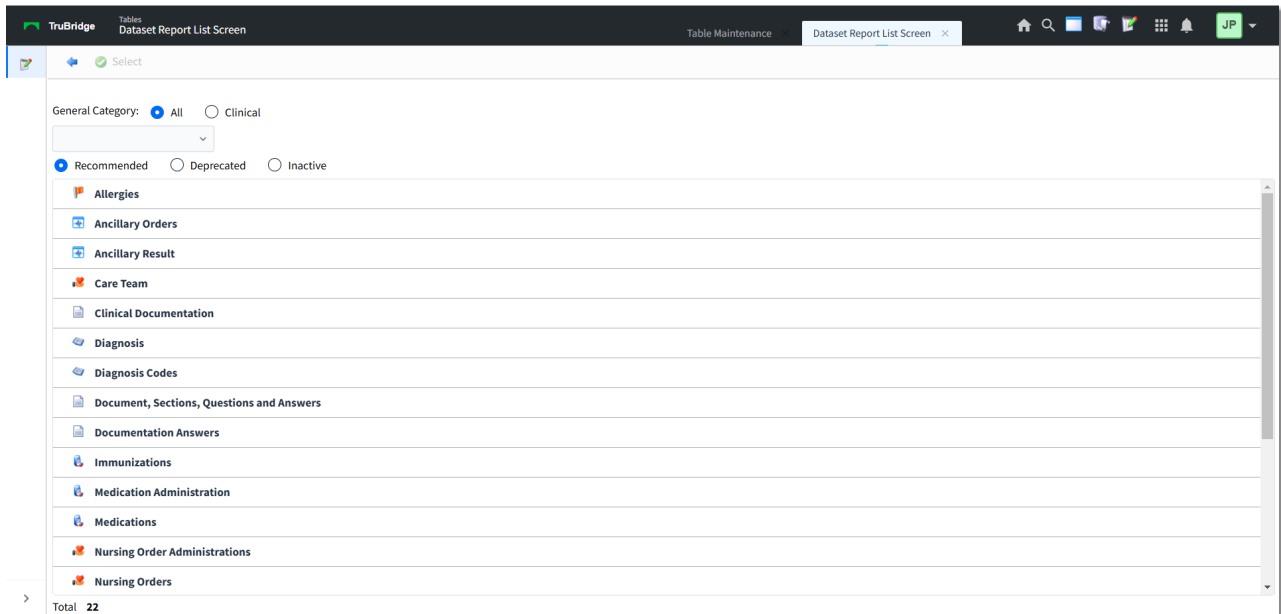 TruBridge
Tables
Dataset Report List Screen
Table Maintenance
Dataset Report List Screen
JP
Select
General Category: All Clinical
Recommended Deprecated Inactive
Allergies
Ancillary Orders
Ancillary Result
Care Team
Clinical Documentation
Diagnosis
Diagnosis Codes
Document, Sections, Questions and Answers
Documentation Answers
Immunizations
Medication Administration
Medications
Nursing Order Administrations
Nursing Orders
Total 22